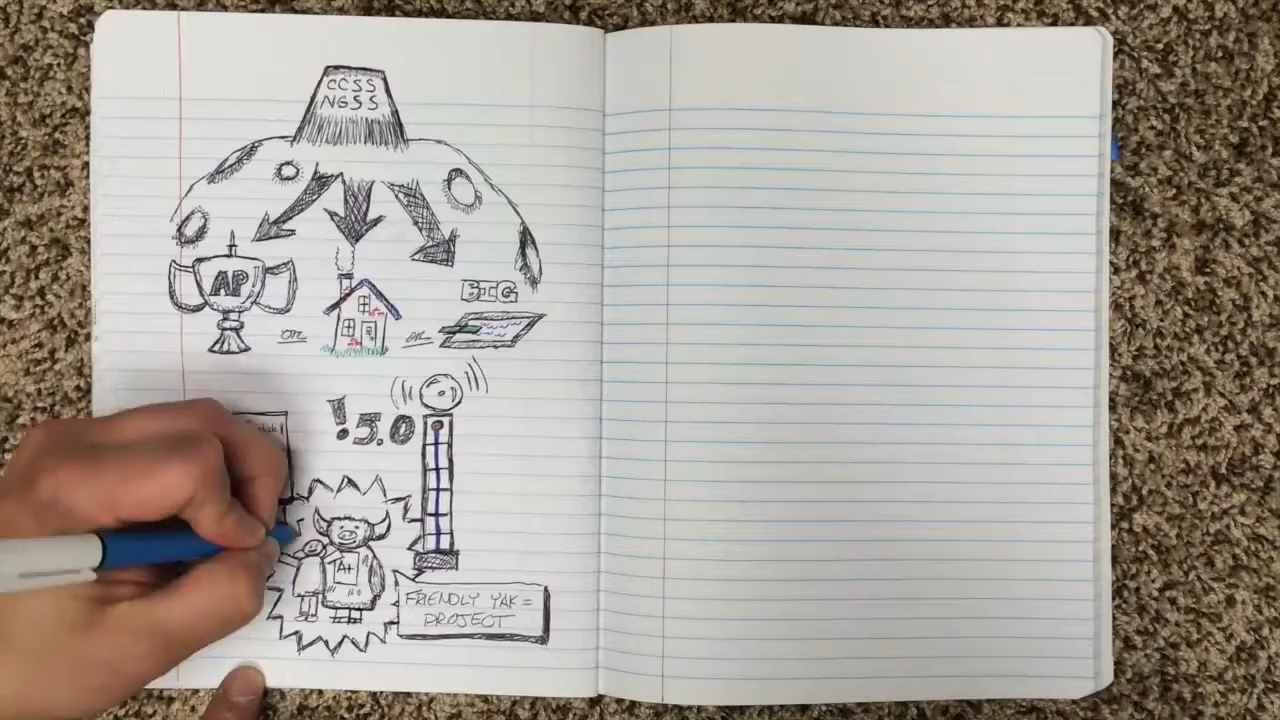 CCSS
NGSS
AP
BIG
OR
OR
!5.0
A+
FRIENDLY YAK =
PROJECT